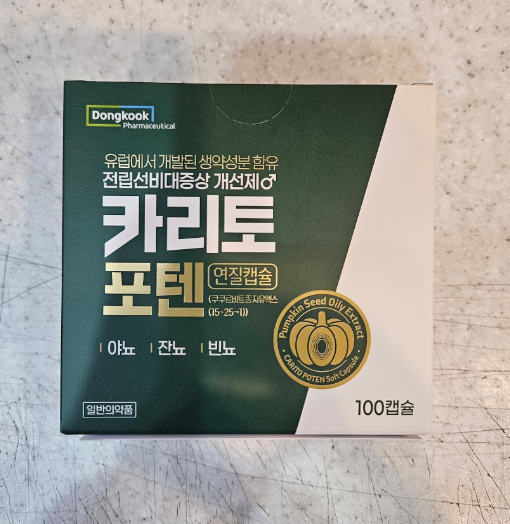 Dongkook
Pharmaceutical
유럽에서 개발된 생약성분 함유
전립선비대증상 개선제♂
카리토
포텐 연질캡슐
(쿠쿠르비트종자유엑스
(15~25→1))
야뇨 잔뇨 빈뇨
Pumpkin Seed Oily Extract
CARITO POTEN Soft Capsule
일반의약품
100캡슐